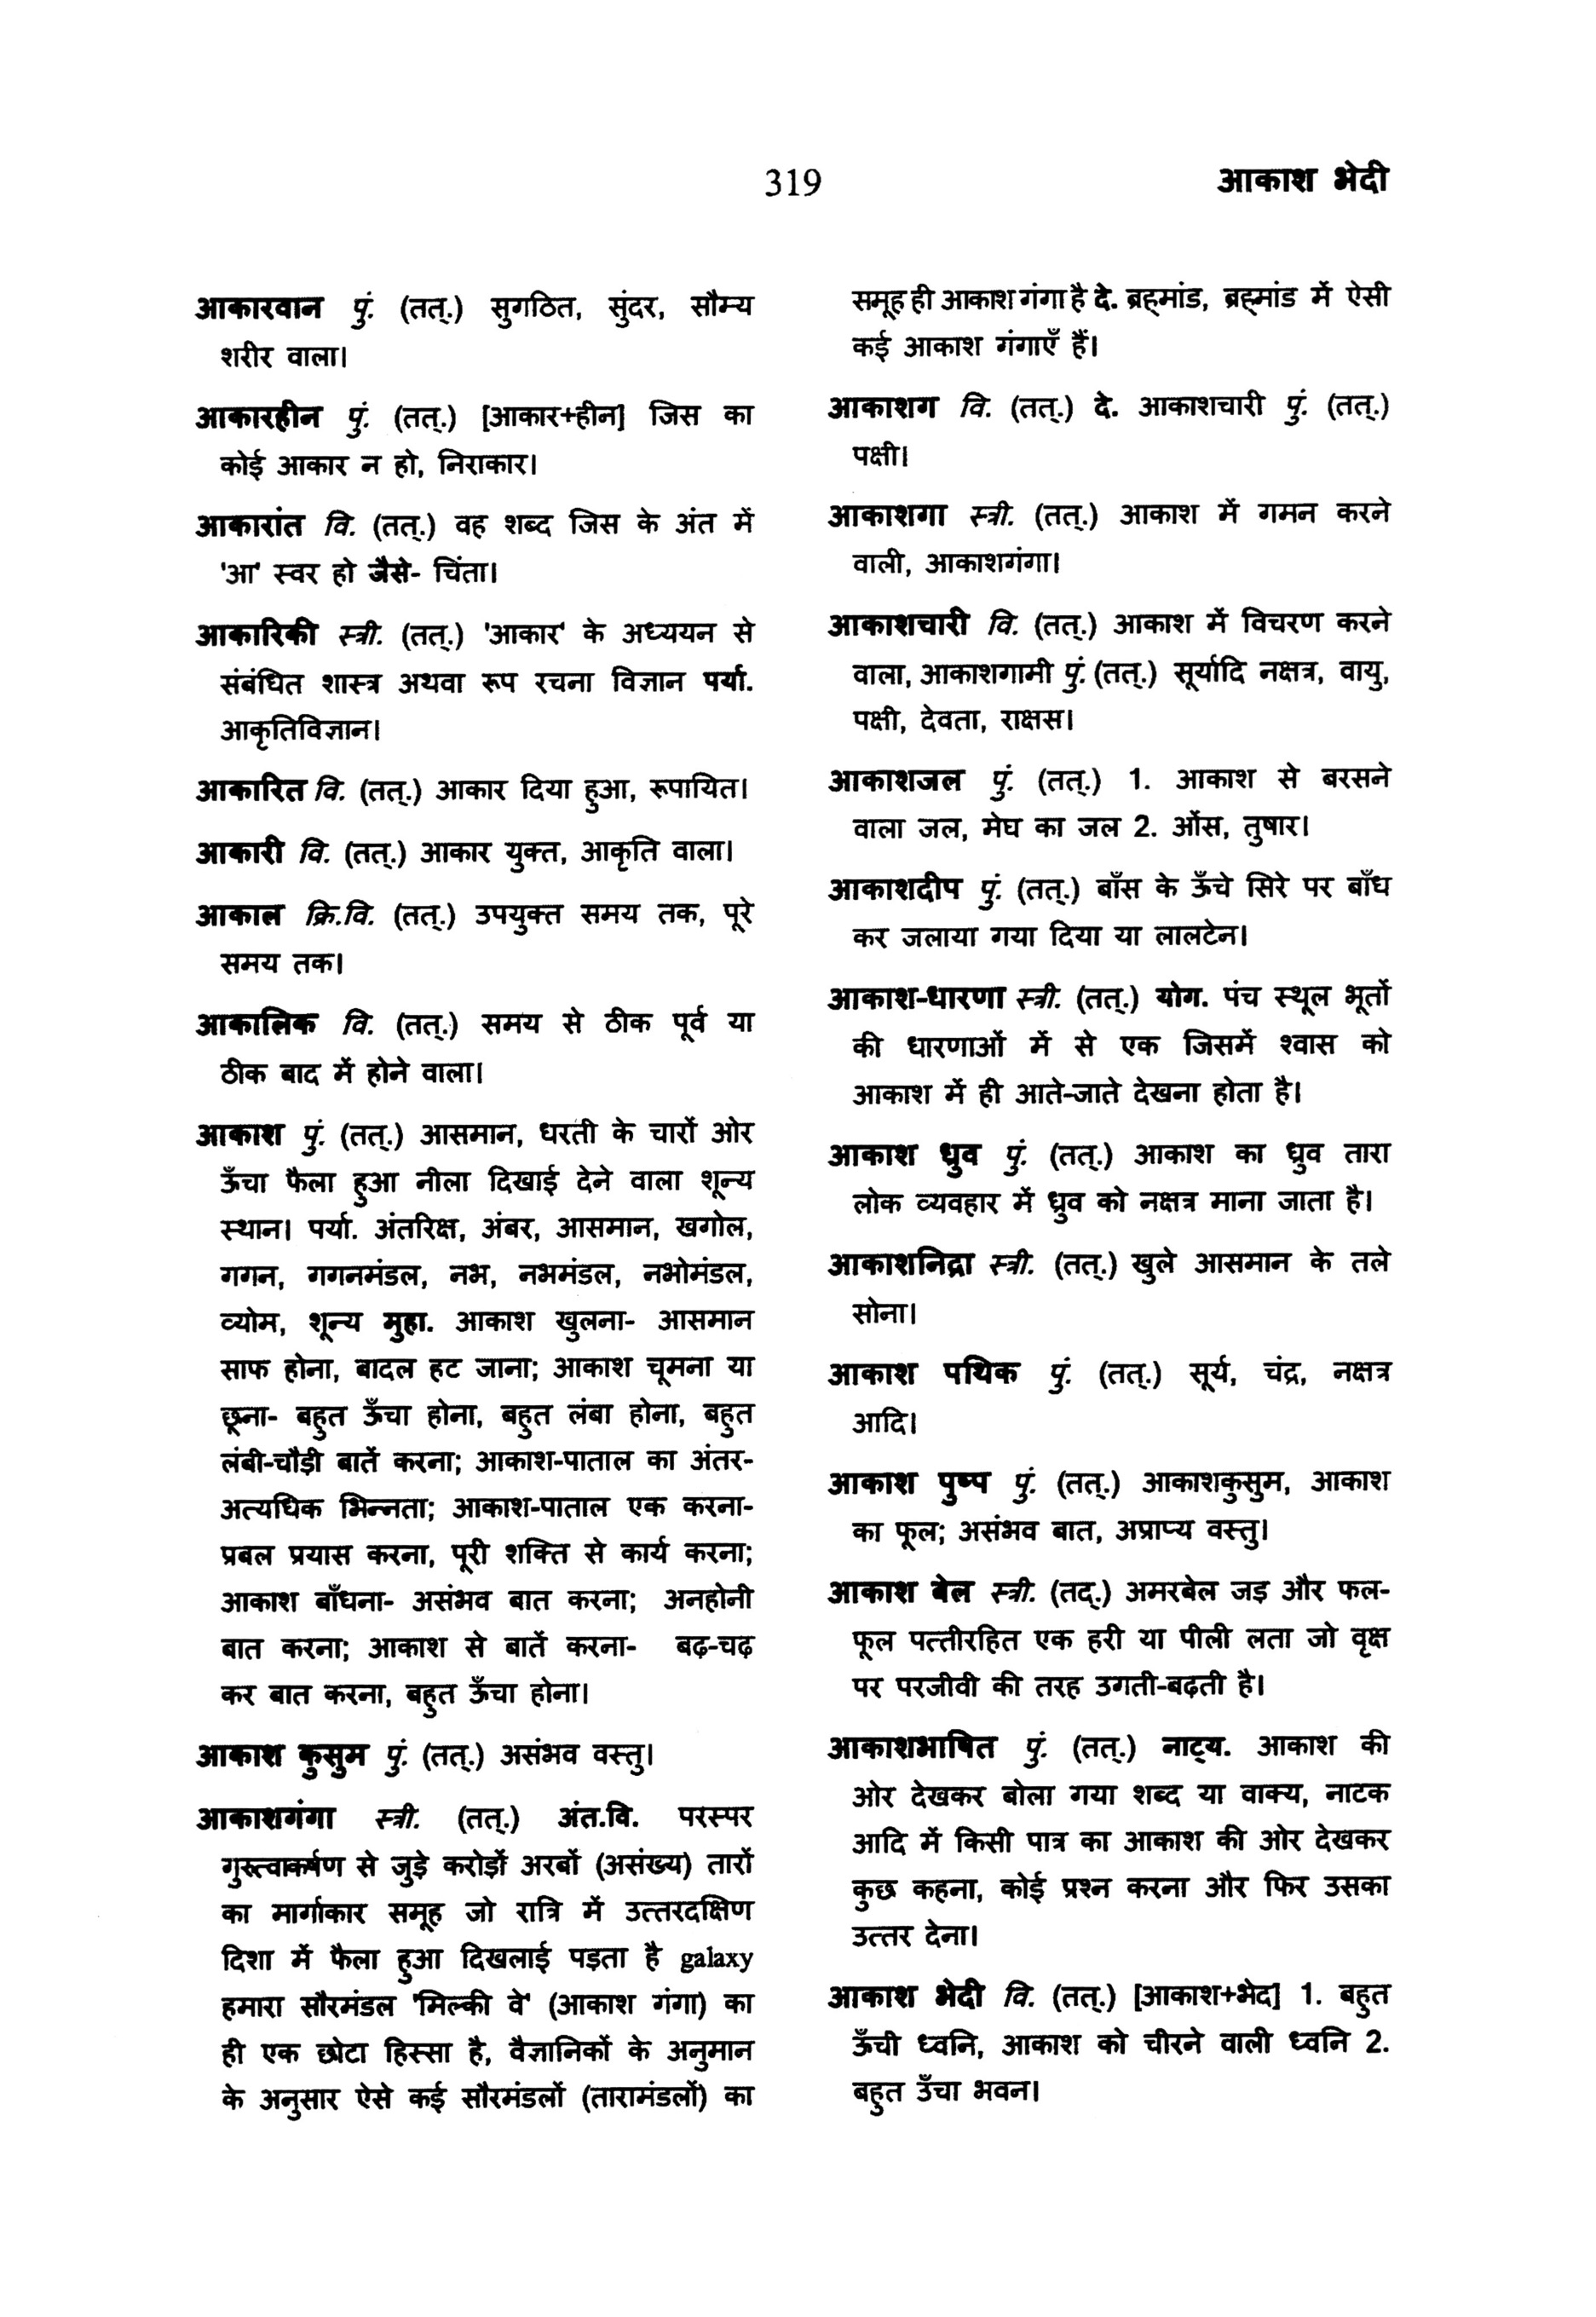 319
आकाश भेदी
आकारवान पुं. (तत्.) सुगठित, सुंदर, सौम्य
शरीर वाला।
आकारहीन पुं. (तत्.) [आकार+हीन] जिस का
कोई आकार न हो, निराकार।
आकारांत वि. (तत्.) वह शब्द जिस के अंत में
'आ' स्वर हो जैसे- चिंता।
आकारिकी स्त्री. (तत्.) 'आकार' के अध्ययन से
संबंधित शास्त्र अथवा रूप रचना विज्ञान पर्या.
आकृतिविज्ञान।
आकारित वि. (तत्.) आकार दिया हुआ, रूपायित।
आकारी वि. (तत्.) आकार युक्त, आकृति वाला।
आकाल क्रि.वि. (तत्.) उपयुक्त समय तक, पूरे
समय तक।
आकालिक वि. (तत्.) समय से ठीक पूर्व या
ठीक बाद में होने वाला।
आकाश पुं. (तत्.) आसमान, धरती के चारों ओर
ऊँचा फैला हुआ नीला दिखाई देने वाला शून्य
स्थान। पर्या. अंतरिक्ष, अंबर, आसमान, खगोल,
गगन, गगनमंडल, नभ, नभमंडल, नभोमंडल,
व्योम, शून्य मुहा. आकाश खुलना- आसमान
साफ होना, बादल हट जाना; आकाश चूमना या
छूना- बहुत ऊँचा होना, बहुत लंबा होना, बहुत
लंबी-चौड़ी बातें करना; आकाश-पाताल का अंतर-
अत्यधिक भिन्नता; आकाश-पाताल एक करना-
प्रबल प्रयास करना, पूरी शक्ति से कार्य करना;
आकाश बाँधना- असंभव बात करना; अनहोनी
बात करना; आकाश से बातें करना- बढ़-चढ़
कर बात करना, बहुत ऊँचा होना।
आकाश कुसुम पुं. (तत्.) असंभव वस्तु।
आकाशगंगा स्त्री. (तत्.) अंत.वि. परस्पर
गुरुत्वाकर्षण से जुड़े करोड़ों अरबों (असंख्य) तारों
का मार्गाकार समूह जो रात्रि में उत्तरदक्षिण
दिशा में फैला हुआ दिखलाई पड़ता है galaxy
हमारा सौरमंडल 'मिल्की वे' (आकाश गंगा) का
ही एक छोटा हिस्सा है, वैज्ञानिकों के अनुमान
के अनुसार ऐसे कई सौरमंडलों (तारामंडलों) का
समूह ही आकाश गंगा है दे. ब्रह्मांड, ब्रह्मांड में ऐसी
कई आकाश गंगाएँ हैं।
आकाशग वि. (तत्.) दे. आकाशचारी पुं. (तत्.)
पक्षी।
आकाशगा स्त्री. (तत्.) आकाश में गमन करने
वाली, आकाशगंगा।
आकाशचारी वि. (तत्.) आकाश में विचरण करने
वाला, आकाशगामी पुं. (तत्.) सूर्यादि नक्षत्र, वायु,
पक्षी, देवता, राक्षस।
आकाशजल पुं. (तत्.) 1. आकाश से बरसने
वाला जल, मेघ का जल 2. ओंस, तुषार।
आकाशदीप पुं. (तत्.) बाँस के ऊँचे सिरे पर बाँध
कर जलाया गया दिया या लालटेन।
आकाश-धारणा स्त्री. (तत्.) योग. पंच स्थूल भूतों
की धारणाओं में से एक जिसमें श्वास को
आकाश में ही आते-जाते देखना होता है।
आकाश ध्रुव पुं. (तत्.) आकाश का ध्रुव तारा
लोक व्यवहार में ध्रुव को नक्षत्र माना जाता है।
आकाशनिद्रा स्त्री. (तत्.) खुले आसमान के तले
सोना।
आकाश पथिक पुं. (तत्.) सूर्य, चंद्र, नक्षत्र
आदि।
आकाश पुष्प पुं. (तत्.) आकाशकुसुम, आकाश
का फूल; असंभव बात, अप्राप्य वस्तु।
आकाश बेल स्त्री. (तद्.) अमरबेल जड़ और फल-
फूल पत्तीरहित एक हरी या पीली लता जो वृक्ष
पर परजीवी की तरह उगती-बढ़ती है।
आकाशभाषित पुं. (तत्.) नाट्य. आकाश की
ओर देखकर बोला गया शब्द या वाक्य, नाटक
आदि में किसी पात्र का आकाश की ओर देखकर
कुछ कहना, कोई प्रश्न करना और फिर उसका
उत्तर देना।
आकाश भेदी वि. (तत्.) [आकाश+भेद] 1. बहुत
ऊँची ध्वनि, आकाश को चीरने वाली ध्वनि 2.
बहुत उँचा भवन।